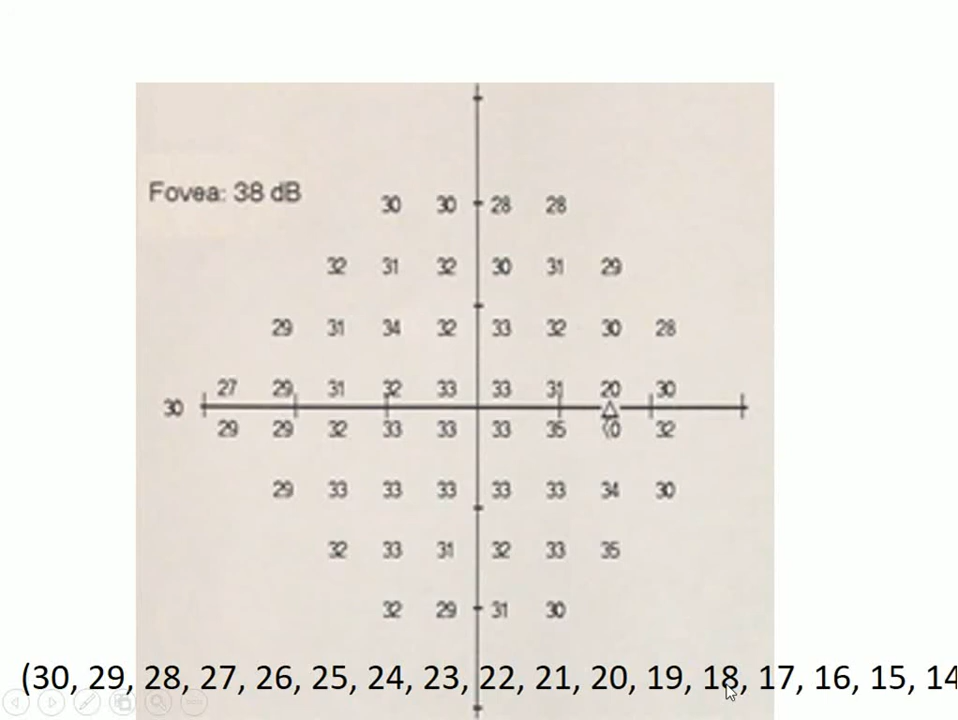 Fovea: 38 dB
30 30 28 28
32 31 32 30 31 29
29 31 34 32 33 32 30 28
27 29 31 32 33 33 31 20 30
30
29 29 32 33 33 33 35 (0 32
29 33 33 33 33 33 34 30
32 33 31 32 33 35
32 29 31 30
(30, 29, 28, 27, 26, 25, 24, 23, 22, 21, 20, 19, 18, 17, 16, 15, 14